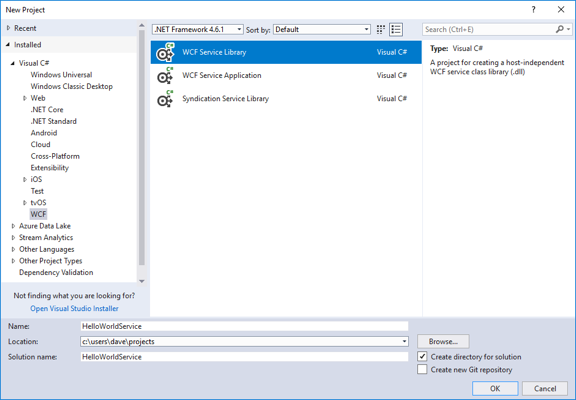 New Project
? ×
Recent
Installed
Visual C#
Windows Universal
Windows Classic Desktop
Web
.NET Core
.NET Standard
Android
Cloud
Cross-Platform
Extensibility
iOS
Test
tvOS
WCF
Azure Data Lake
Stream Analytics
Other Languages
Other Project Types
Dependency Validation
Not finding what you are looking for?
Open Visual Studio Installer
.NET Framework 4.6.1 Sort by: Default
WCF Service Library Visual C#
WCF Service Application Visual C#
Syndication Service Library Visual C#
Search (Ctrl+E)
Type: Visual C#
A project for creating a host-independent
WCF service class library (.dll)
Name: HelloWorldService
Location: c:\users\dave\projects Browse...
Solution name: HelloWorldService
Create directory for solution
Create new Git repository
OK Cancel